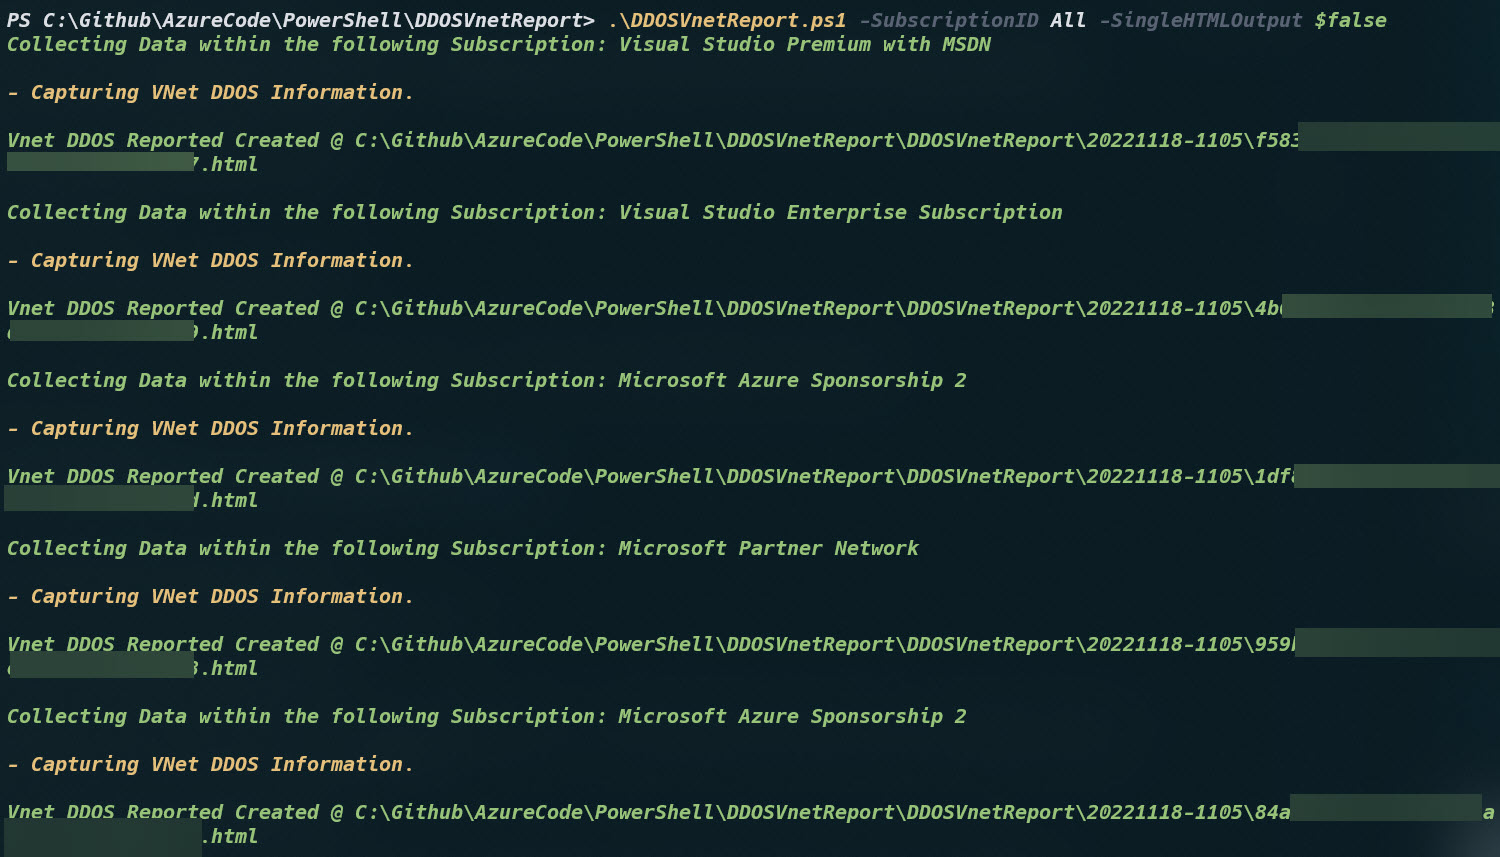 PS C:\Github\AzureCode\PowerShell\DDOSVnetReport> .\DDOSVnetReport.ps1 -SubscriptionID All -SingleHTMLOutput $false
Collecting Data within the following Subscription: Visual Studio Premium with MSDN
- Capturing VNet DDOS Information.
Vnet DDOS Reported Created @ C:\Github\AzureCode\PowerShell\DDOSVnetReport\DDOSVnetReport\20221118-1105\f583
7.html
Collecting Data within the following Subscription: Visual Studio Enterprise Subscription
- Capturing VNet DDOS Information.
Vnet DDOS Reported Created @ C:\Github\AzureCode\PowerShell\DDOSVnetReport\DDOSVnetReport\20221118-1105\4b
.html
Collecting Data within the following Subscription: Microsoft Azure Sponsorship 2
- Capturing VNet DDOS Information.
Vnet DDOS Reported Created @ C:\Github\AzureCode\PowerShell\DDOSVnetReport\DDOSVnetReport\20221118-1105\1df
d.html
Collecting Data within the following Subscription: Microsoft Partner Network
- Capturing VNet DDOS Information.
Vnet DDOS Reported Created @ C:\Github\AzureCode\PowerShell\DDOSVnetReport\DDOSVnetReport\20221118-1105\959
.html
Collecting Data within the following Subscription: Microsoft Azure Sponsorship 2
- Capturing VNet DDOS Information.
Vnet DDOS Reported Created @ C:\Github\AzureCode\PowerShell\DDOSVnetReport\DDOSVnetReport\20221118-1105\84a a
.html